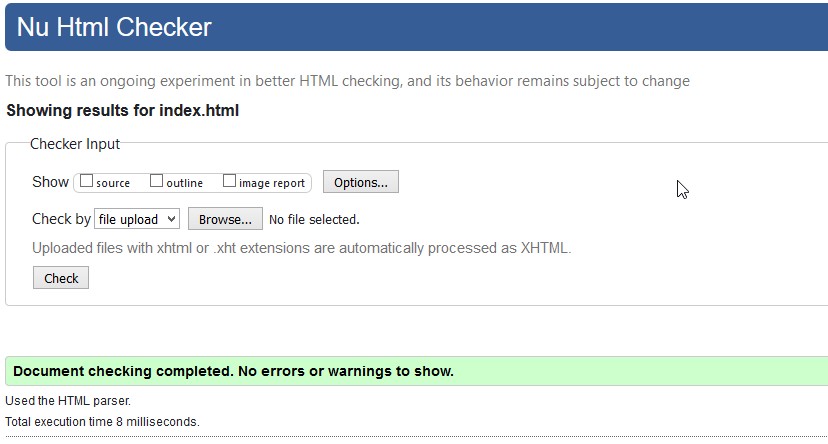 Nu Html Checker
This tool is an ongoing experiment in better HTML checking, and its behavior remains subject to change
Showing results for index.html
Checker Input
Show source outline image report Options...
Check by file upload Browse... No file selected.
Uploaded files with xhtml or .xht extensions are automatically processed as XHTML.
Check
Document checking completed. No errors or warnings to show.
Used the HTML parser.
Total execution time 8 milliseconds.